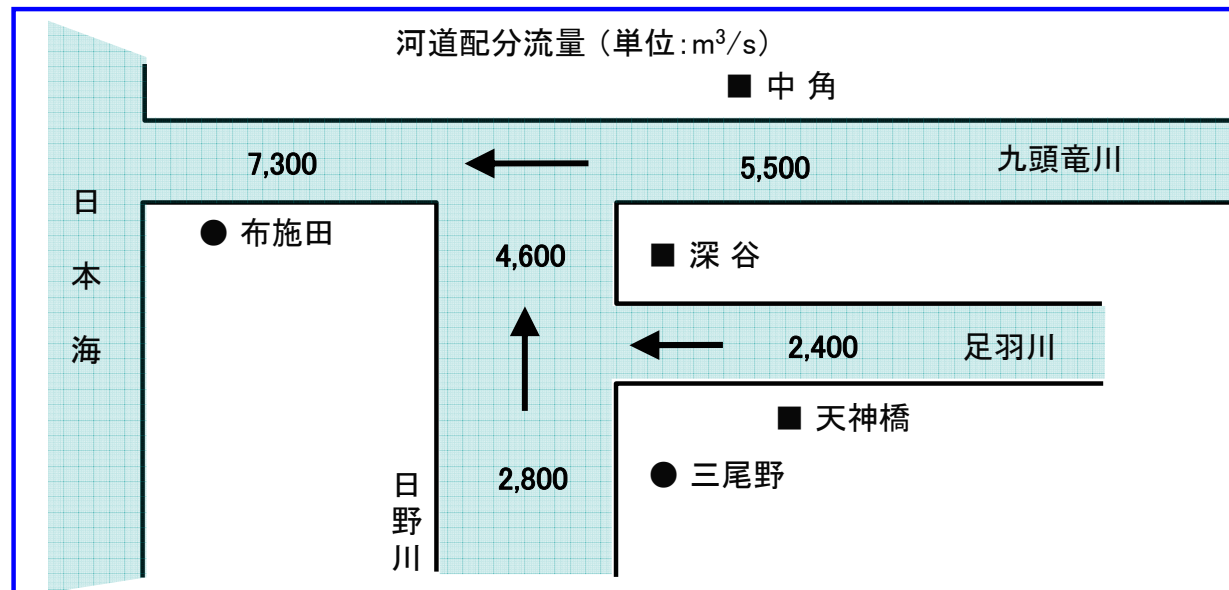 河道配分流量（単位：m³/s）
■ 中 角
7,300
5,500
九頭竜川
日本海
● 布施田
4,600
■ 深 谷
2,400
足羽川
■ 天神橋
日野川
2,800
● 三尾野